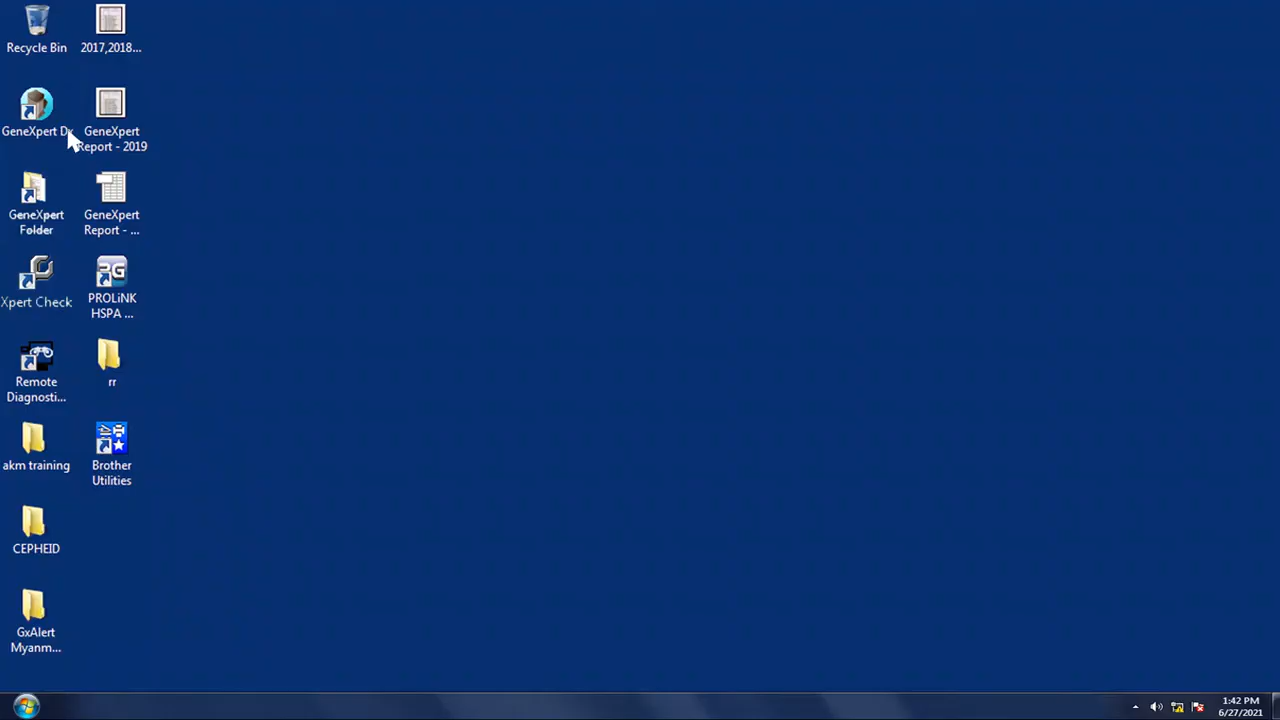 Recycle Bin
2017,2018...
GeneXpert Dx
GeneXpert
Report - 2019
GeneXpert
Folder
GeneXpert
Report - ...
Xpert Check
3G
PROLiNK
HSPA ...
Remote
Diagnosti...
rr
akm training
Brother
Utilities
CEPHEID
GxAlert
Myanm...
1:42 PM
6/27/2021